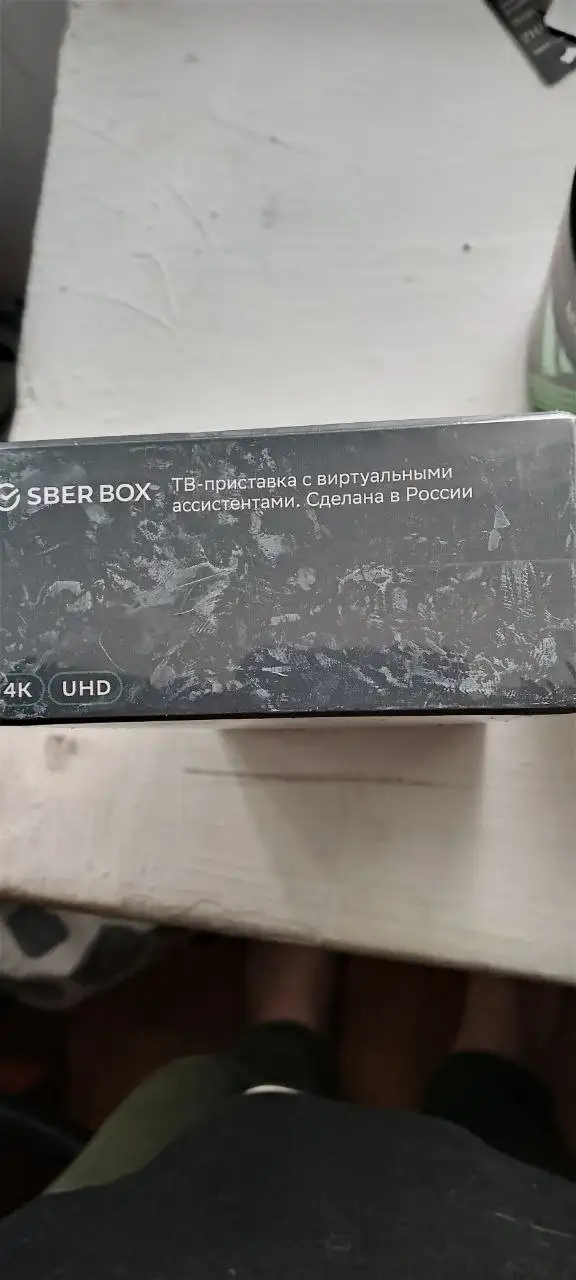 SBER BOX
ТВ-приставка с виртуальными
ассистентами. Сделана в России
4K UHD